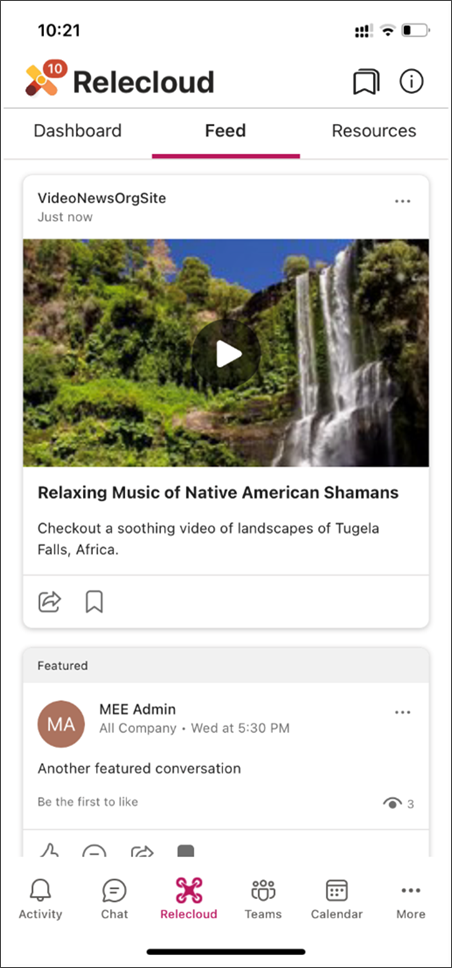 10:21
10
Relecloud
Dashboard
Feed
Resources
VideoNewsOrgSite
Just now
Relaxing Music of Native American Shamans
Checkout a soothing video of landscapes of Tugela
Falls, Africa.
Featured
MA
MEE Admin
All Company • Wed at 5:30 PM
Another featured conversation
Be the first to like
3
Activity
Chat
Relecloud
Teams
Calendar
More